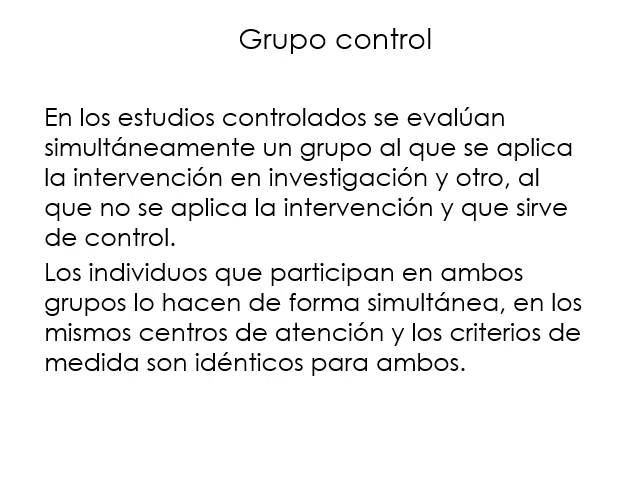 Grupo control
En los estudios controlados se evalúan
simultáneamente un grupo al que se aplica
la intervención en investigación y otro, al
que no se aplica la intervención y que sirve
de control.
Los individuos que participan en ambos
grupos lo hacen de forma simultánea, en los
mismos centros de atención y los criterios de
medida son idénticos para ambos.